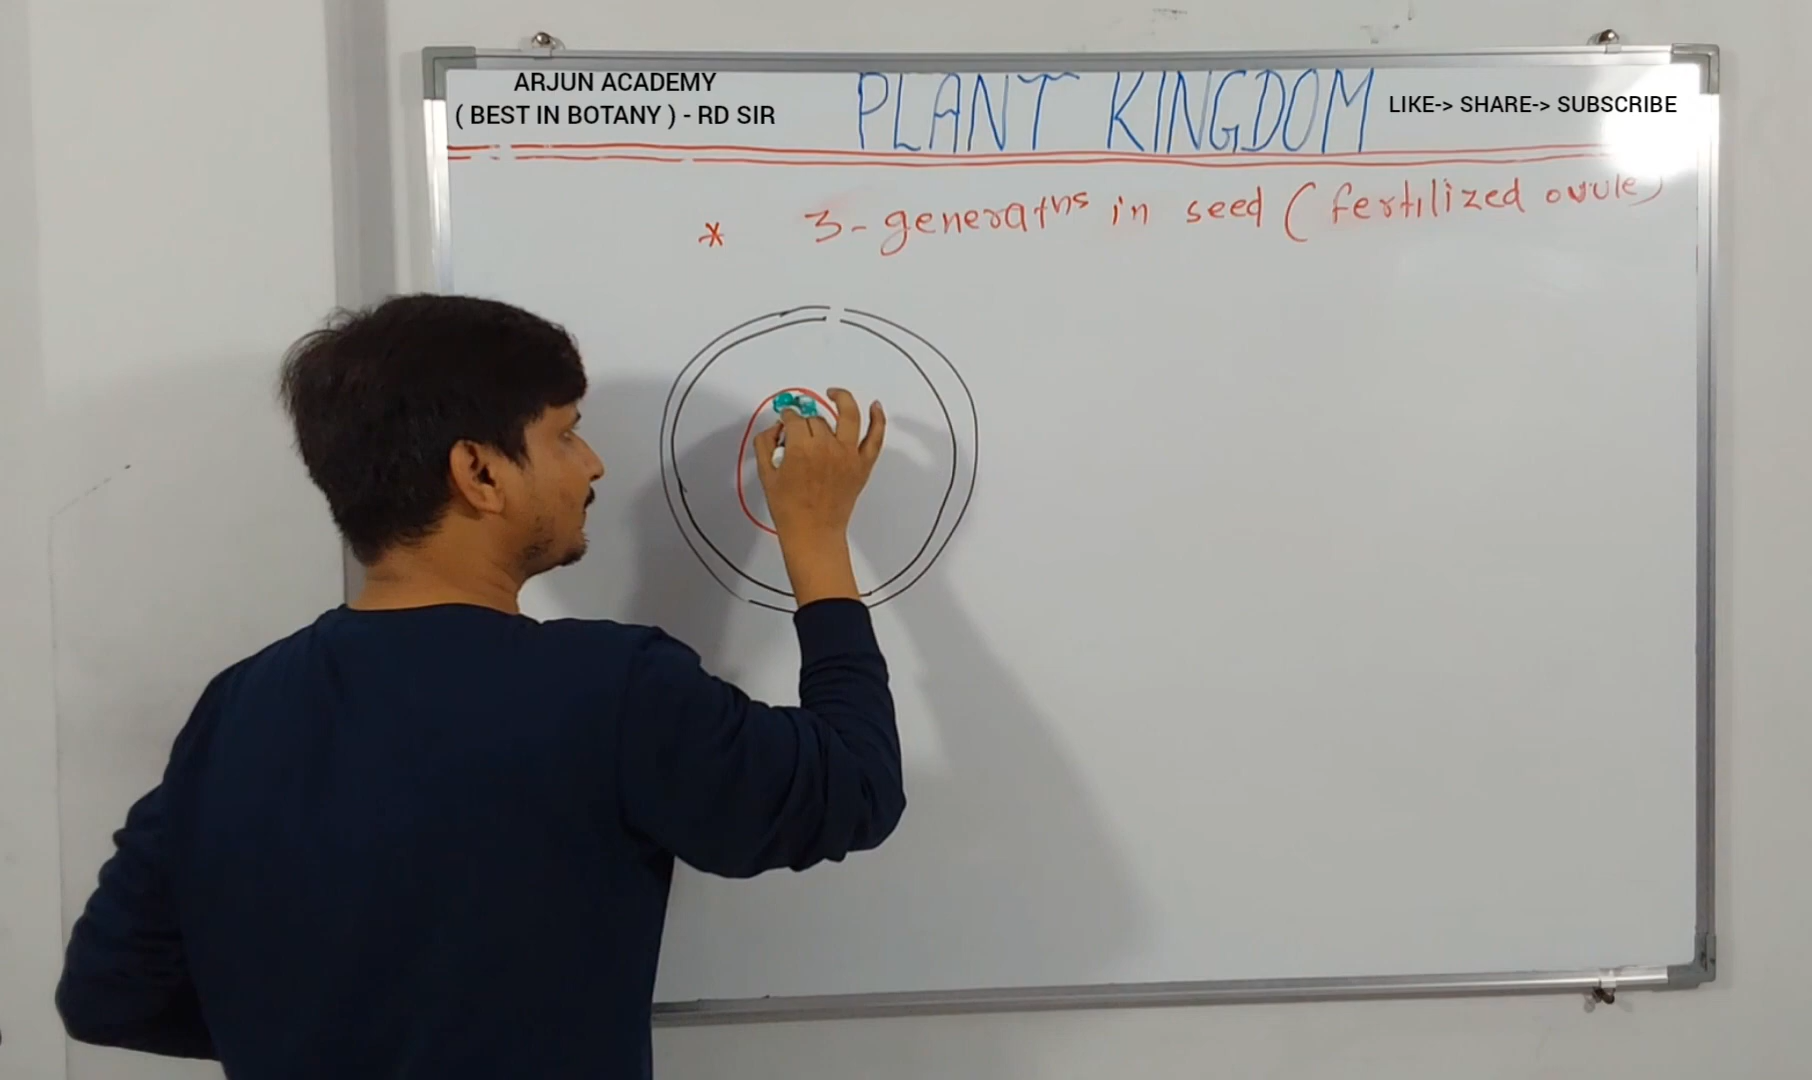 ARJUN ACADEMY
( BEST IN BOTANY ) - RD SIR
PLANT KINGDOM
LIKE-> SHARE-> SUBSCRIBE
* 3-generatns in seed ( fertilized ovule)